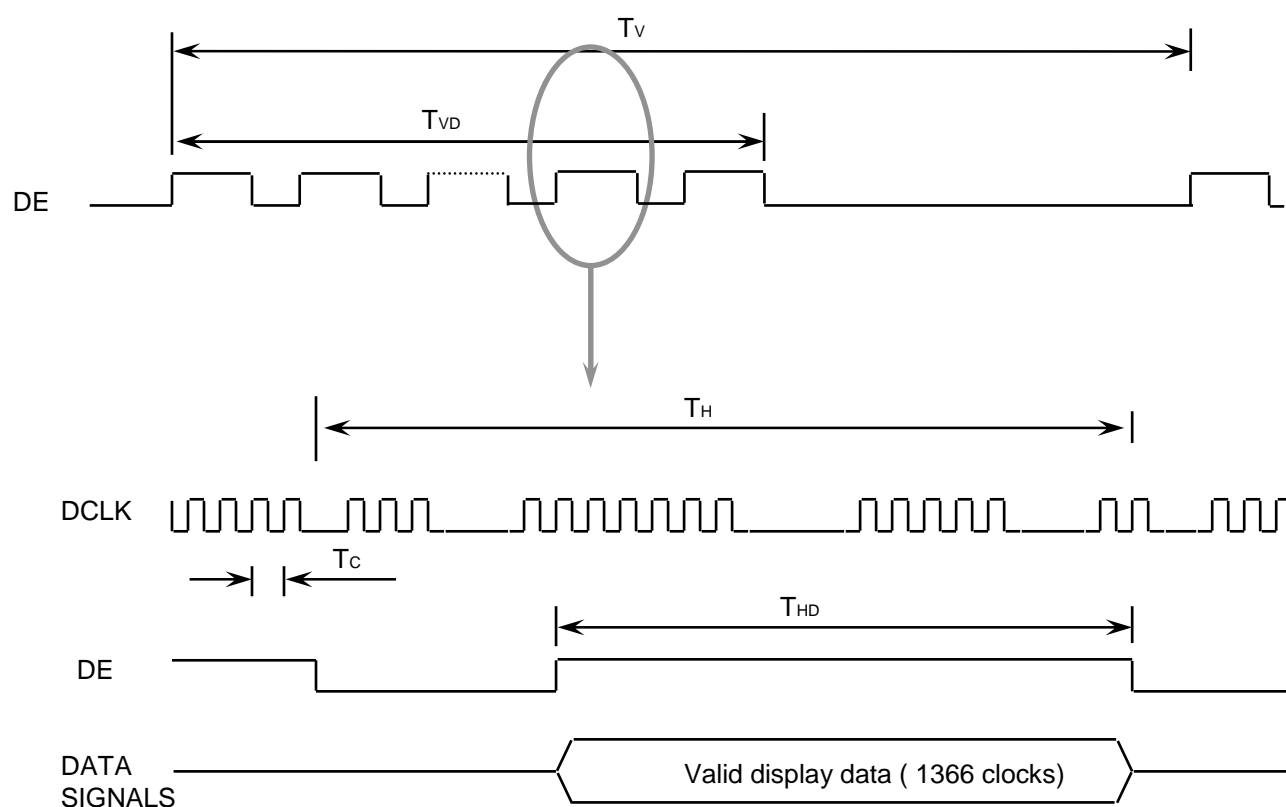 TV
TVD
DE
TH
DCLK
TC
THD
DE
DATA
SIGNALS
Valid display data ( 1366 clocks)